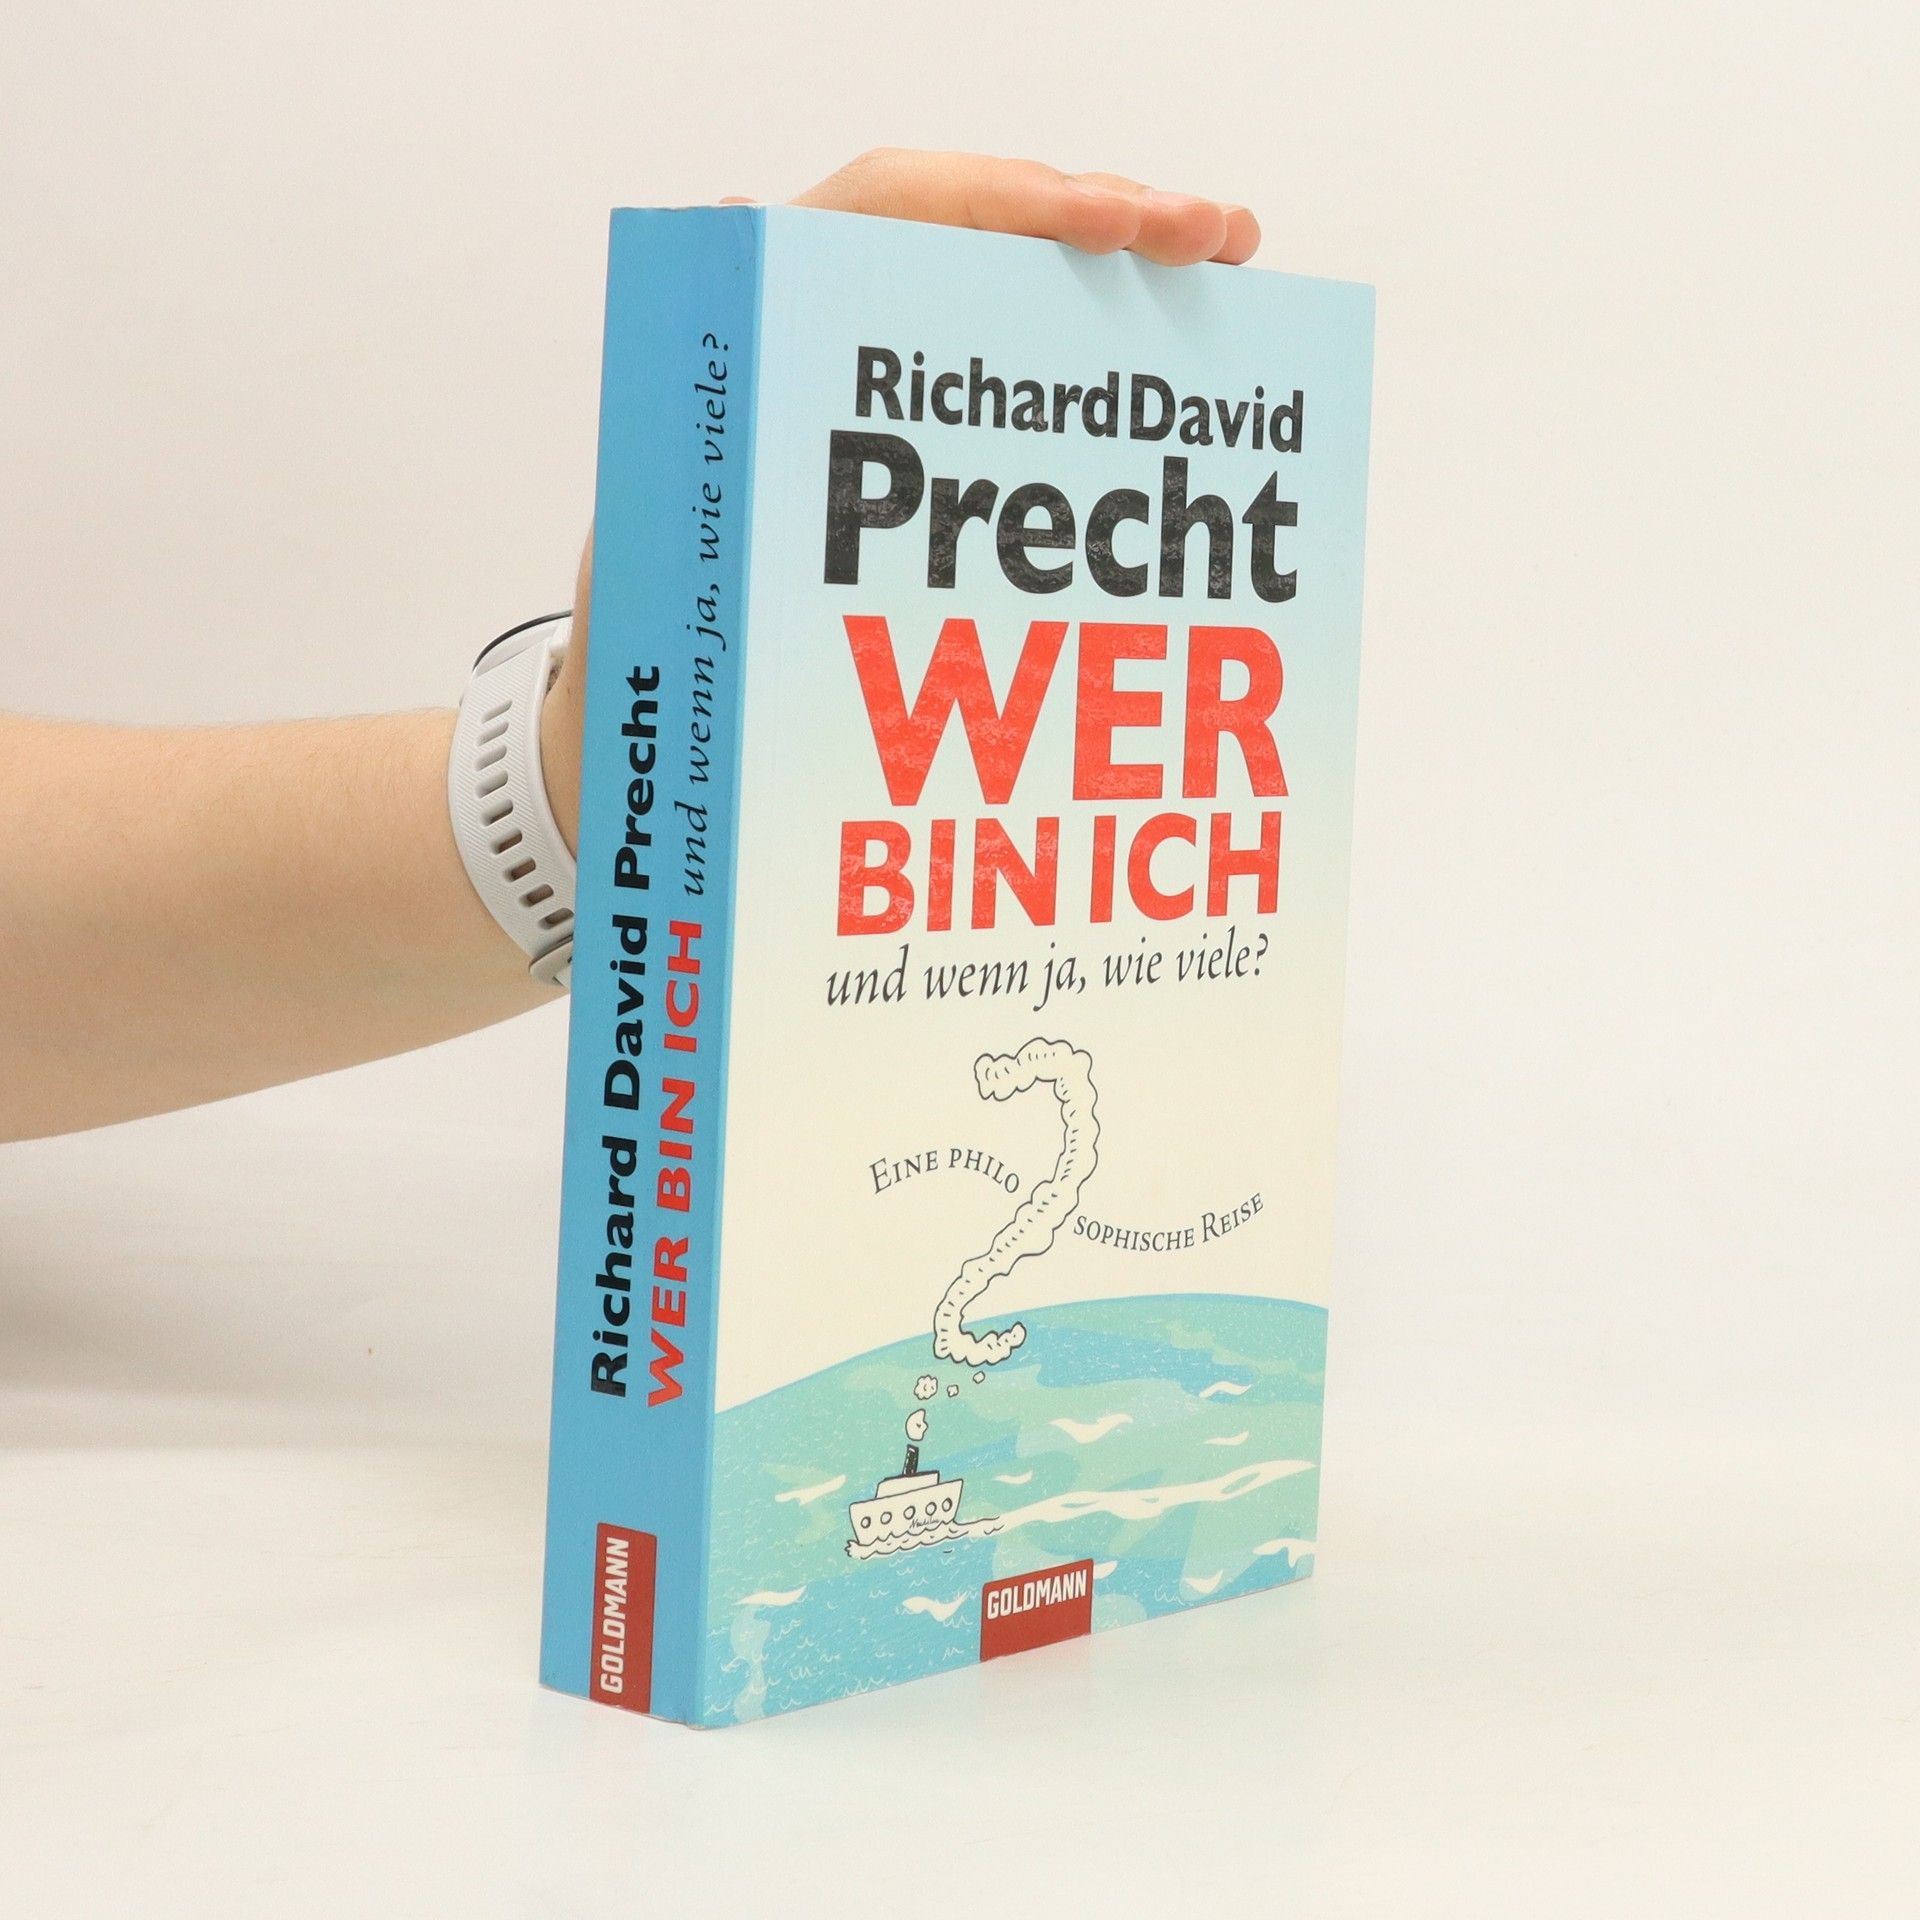 Richard David Precht
WER BIN ICH und wenn ja, wie viele?
GOLDMANN
Richard David
Precht
WER
BIN ICH
und wenn ja, wie viele?
EINE PHILO
SOPHISCHE REISE
GOLDMANN